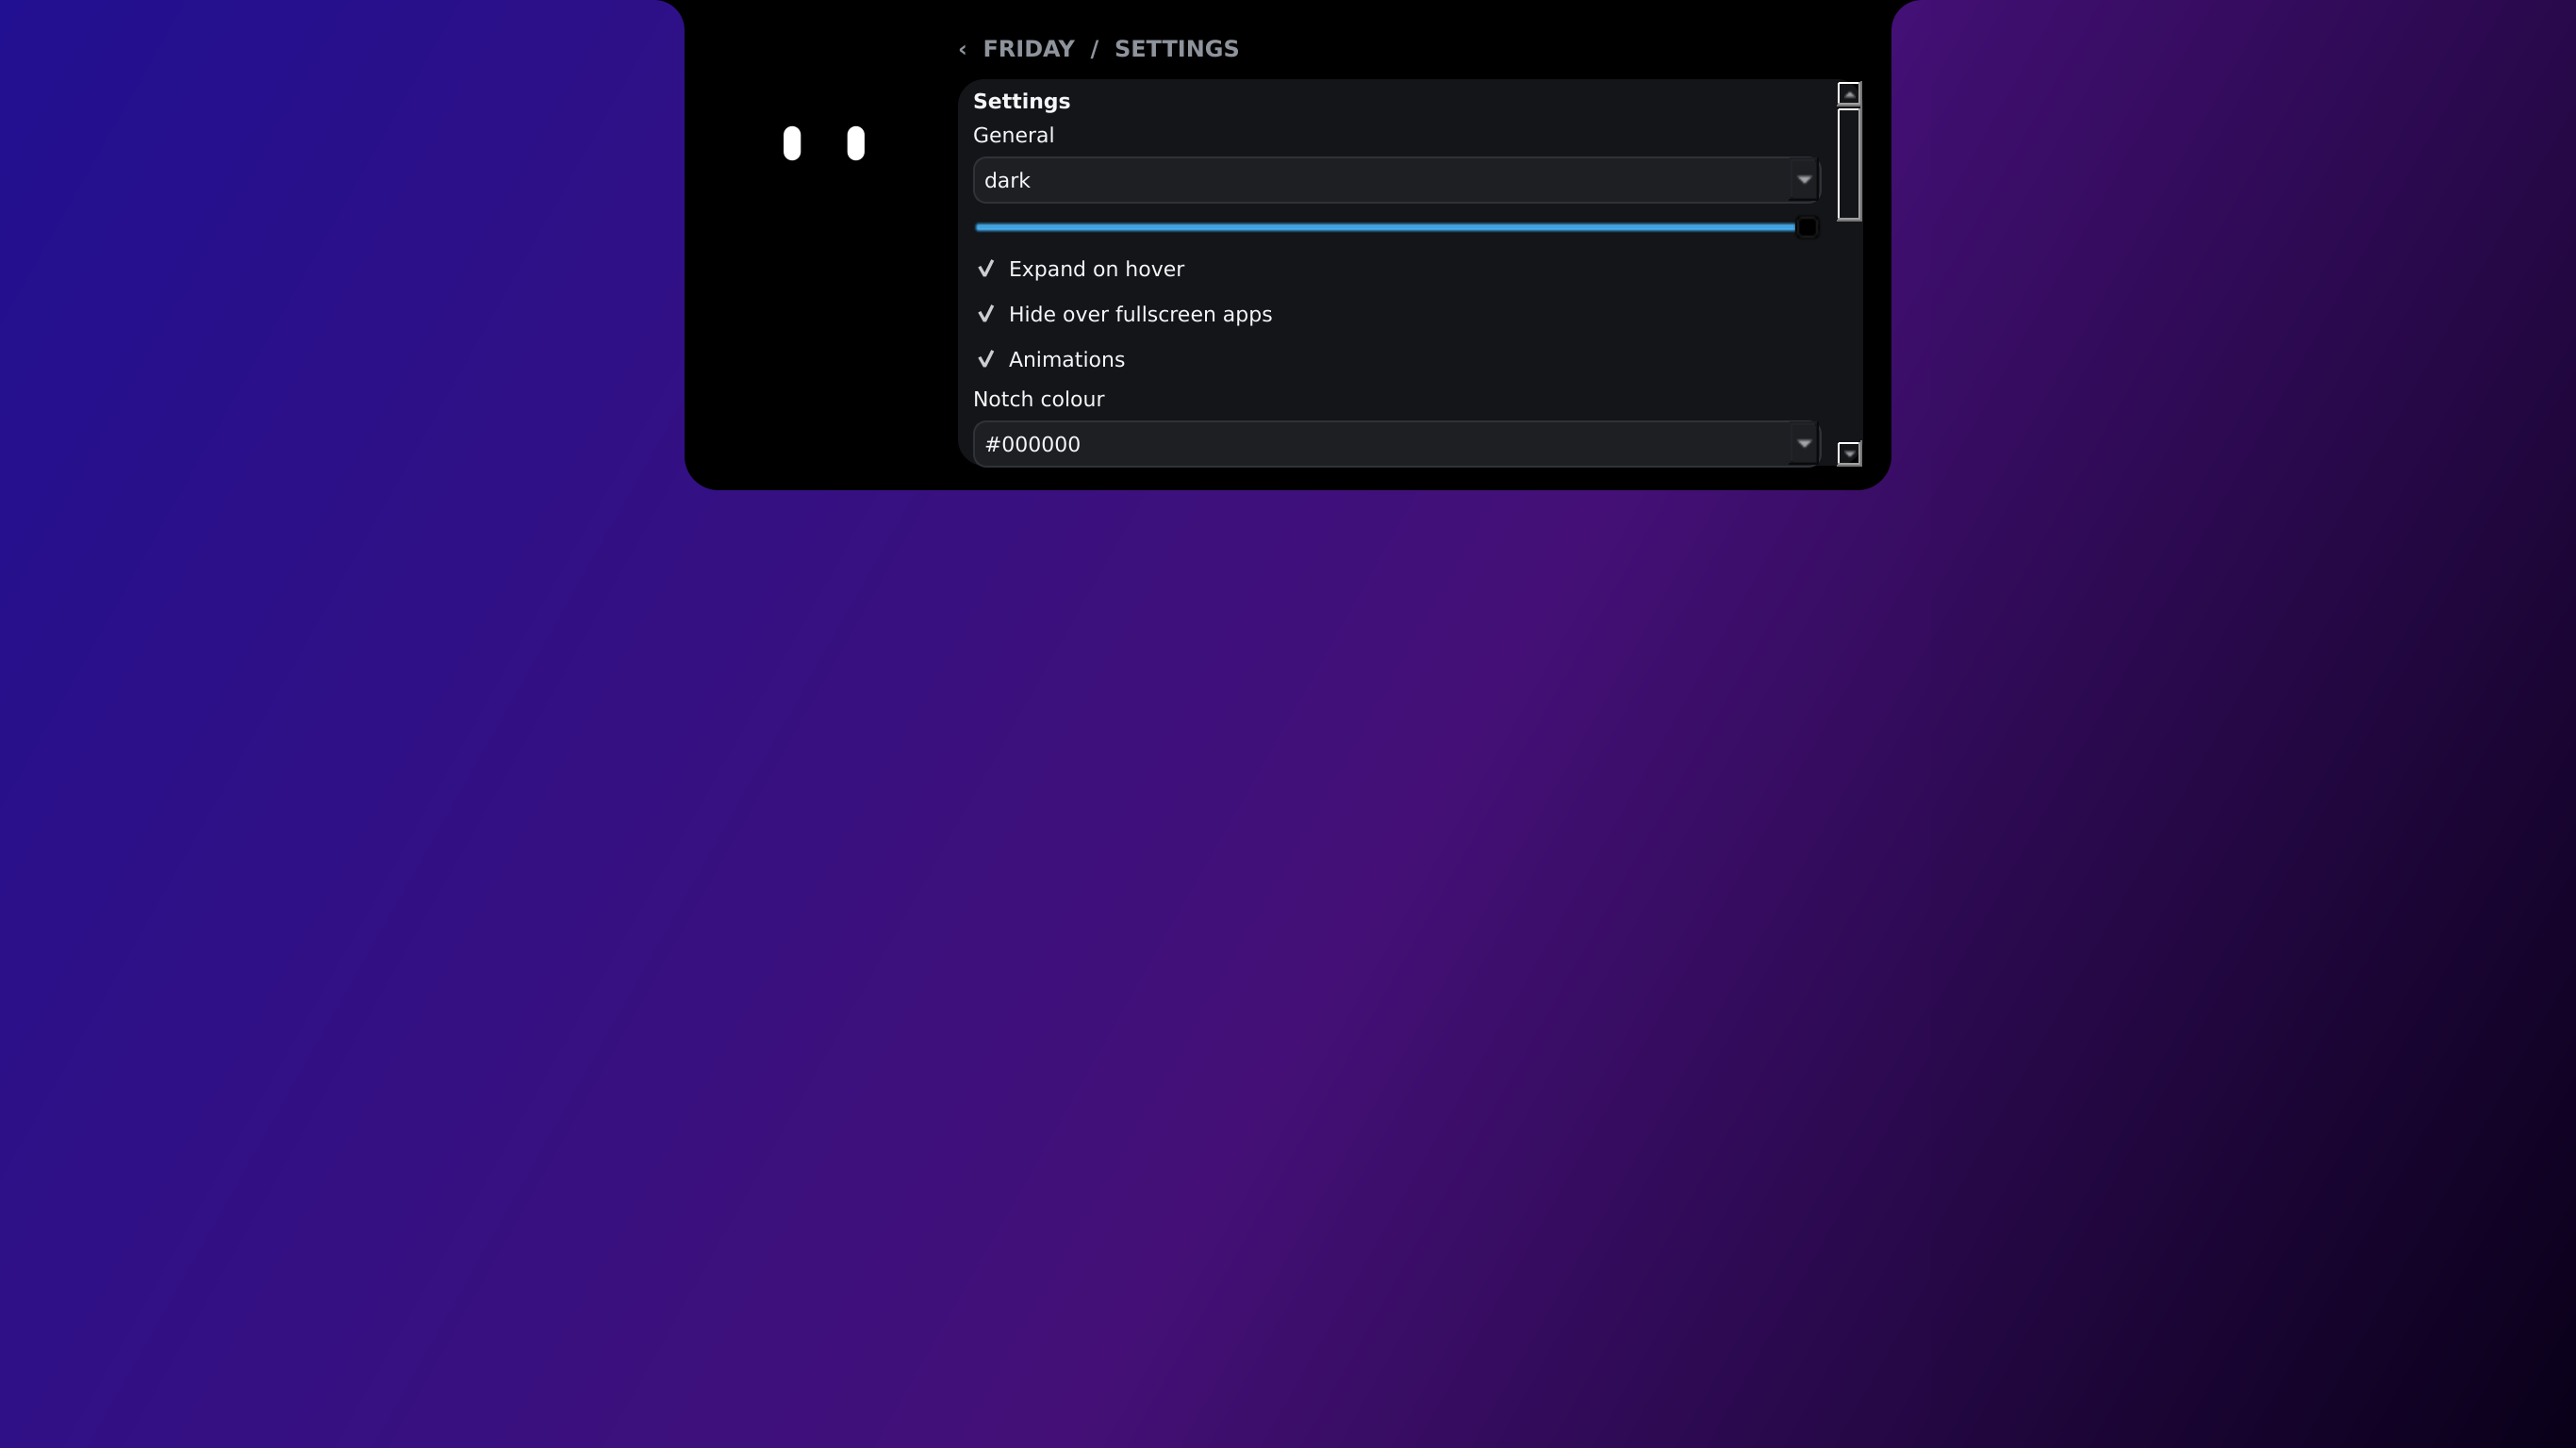 ‹ FRIDAY / SETTINGS
Settings
General
dark
Expand on hover
Hide over fullscreen apps
Animations
Notch colour
#000000